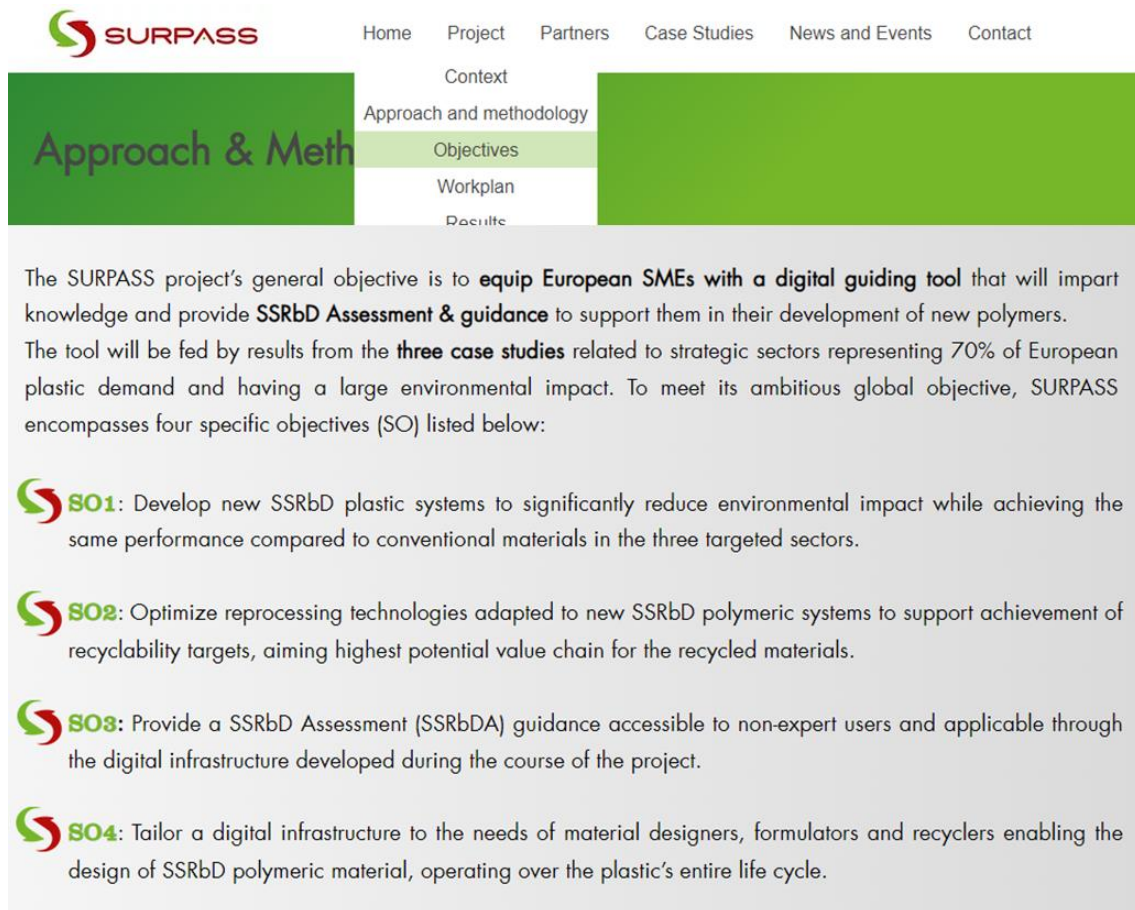 SURPASS
Home Project Partners Case Studies News and Events Contact
Context
Approach and methodology
Objectives
Workplan
Results
Approach & Meth
The SURPASS project's general objective is to equip European SMEs with a digital guiding tool that will impart
knowledge and provide SSRbD Assessment & guidance to support them in their development of new polymers.
The tool will be fed by results from the three case studies related to strategic sectors representing 70% of European
plastic demand and having a large environmental impact. To meet its ambitious global objective, SURPASS
encompasses four specific objectives (SO) listed below:
SO1: Develop new SSRbD plastic systems to significantly reduce environmental impact while achieving the
same performance compared to conventional materials in the three targeted sectors.
SO2: Optimize reprocessing technologies adapted to new SSRbD polymeric systems to support achievement of
recyclability targets, aiming highest potential value chain for the recycled materials.
SO3: Provide a SSRbD Assessment (SSRbDA) guidance accessible to non-expert users and applicable through
the digital infrastructure developed during the course of the project.
SO4: Tailor a digital infrastructure to the needs of material designers, formulators and recyclers enabling the
design of SSRbD polymeric material, operating over the plastic's entire life cycle.